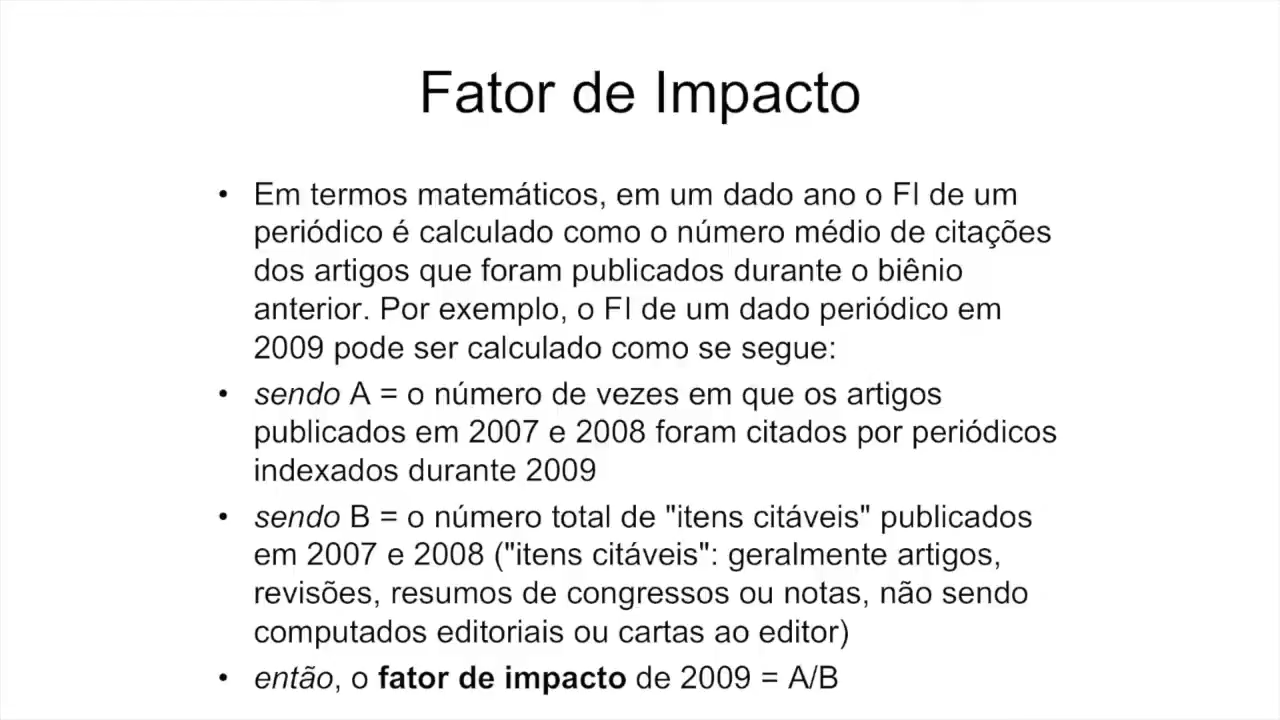 Fator de Impacto
• Em termos matemáticos, em um dado ano o FI de um
periódico é calculado como o número médio de citações
dos artigos que foram publicados durante o biênio
anterior. Por exemplo, o FI de um dado periódico em
2009 pode ser calculado como se segue:
• sendo A = o número de vezes em que os artigos
publicados em 2007 e 2008 foram citados por periódicos
indexados durante 2009
• sendo B = o número total de "itens citáveis" publicados
em 2007 e 2008 ("itens citáveis": geralmente artigos,
revisões, resumos de congressos ou notas, não sendo
computados editoriais ou cartas ao editor)
• então, o fator de impacto de 2009 = A/B